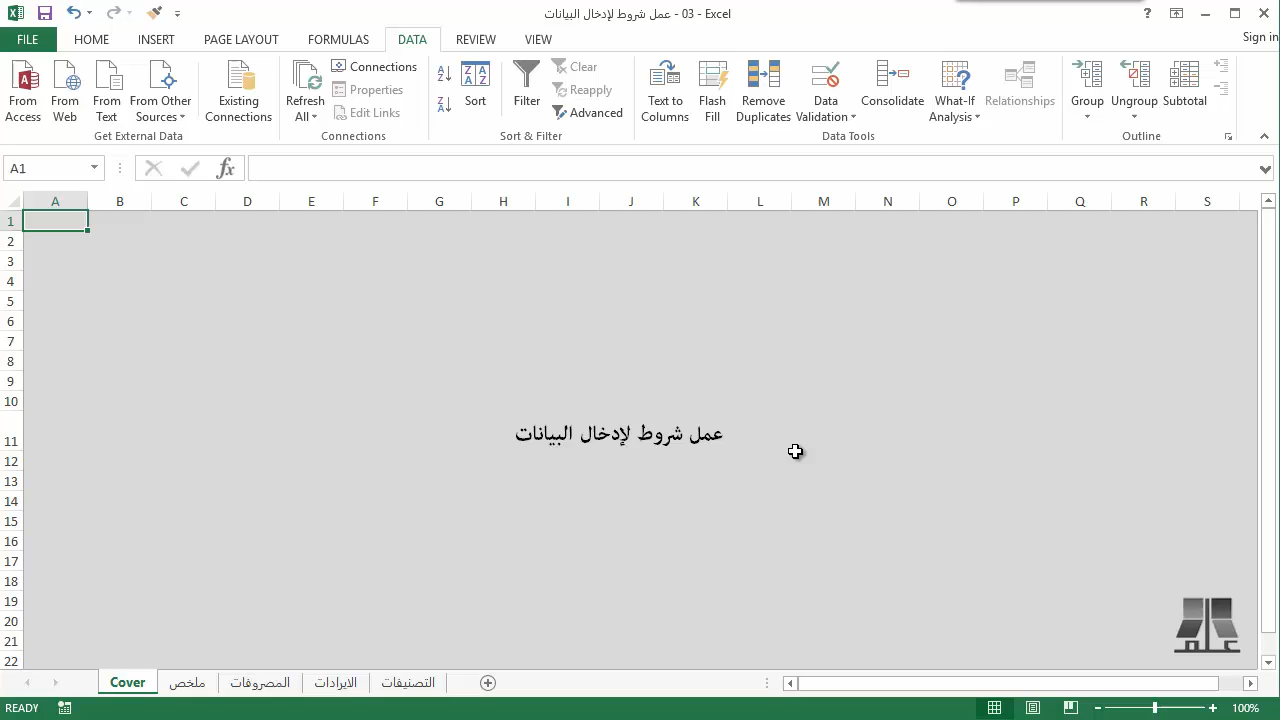 عمل شروط لإدخال البيانات - 03 - Excel
Sign in
FILE HOME INSERT PAGE LAYOUT FORMULAS DATA REVIEW VIEW
From Access
From Web
From Text
From Other Sources
Existing Connections
Get External Data
Refresh All
Connections
Properties
Edit Links
Connections
Sort
Filter
Clear
Reapply
Advanced
Sort & Filter
Text to Columns
Flash Fill
Remove Duplicates
Data Validation
Consolidate
What-If Analysis
Relationships
Data Tools
Group
Ungroup
Subtotal
Outline
A1
fx
A B C D E F G H I J K L M N O P Q R S
1
2
3
4
5
6
7
8
9
10
عمل شروط لإدخال البيانات
11
12
13
14
15
16
17
18
19
20
21
22
علم
Cover ملخص المصروفات الايرادات التصنيفات
READY
100%